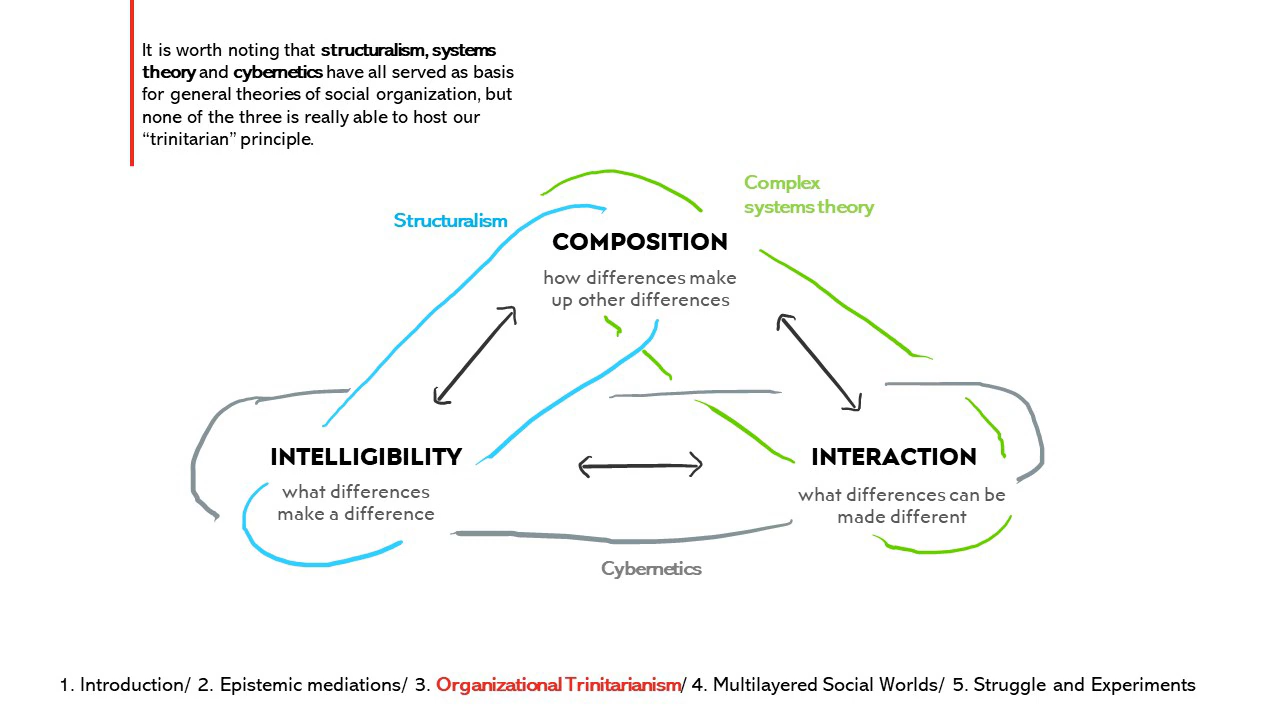 It is worth noting that structuralism, systems
theory and cybernetics have all served as basis
for general theories of social organization, but
none of the three is really able to host our
“trinitarian” principle.
Complex
systems theory
Structuralism
COMPOSITION
how differences make
up other differences
INTELLIGIBILITY
what differences
make a difference
INTERACTION
what differences can be
made different
Cybernetics
1. Introduction/ 2. Epistemic mediations/ 3. Organizational Trinitarianism/ 4. Multilayered Social Worlds/ 5. Struggle and Experiments